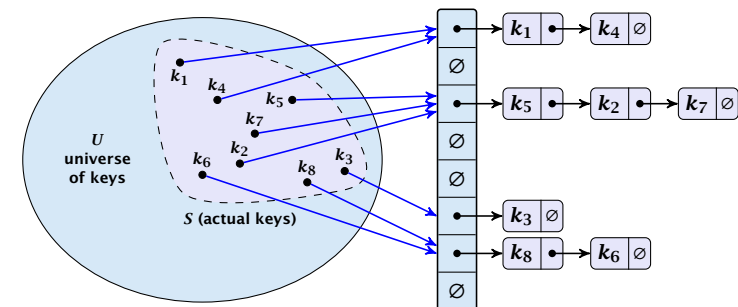 k₁ k₄ ∅
k₁
∅
k₄
k₅
k₅ k₂ k₇ ∅
k₇
U
universe
of keys
∅
k₂
k₃
k₆
k₈
∅
S (actual keys)
k₃ ∅
k₈ k₆ ∅
∅